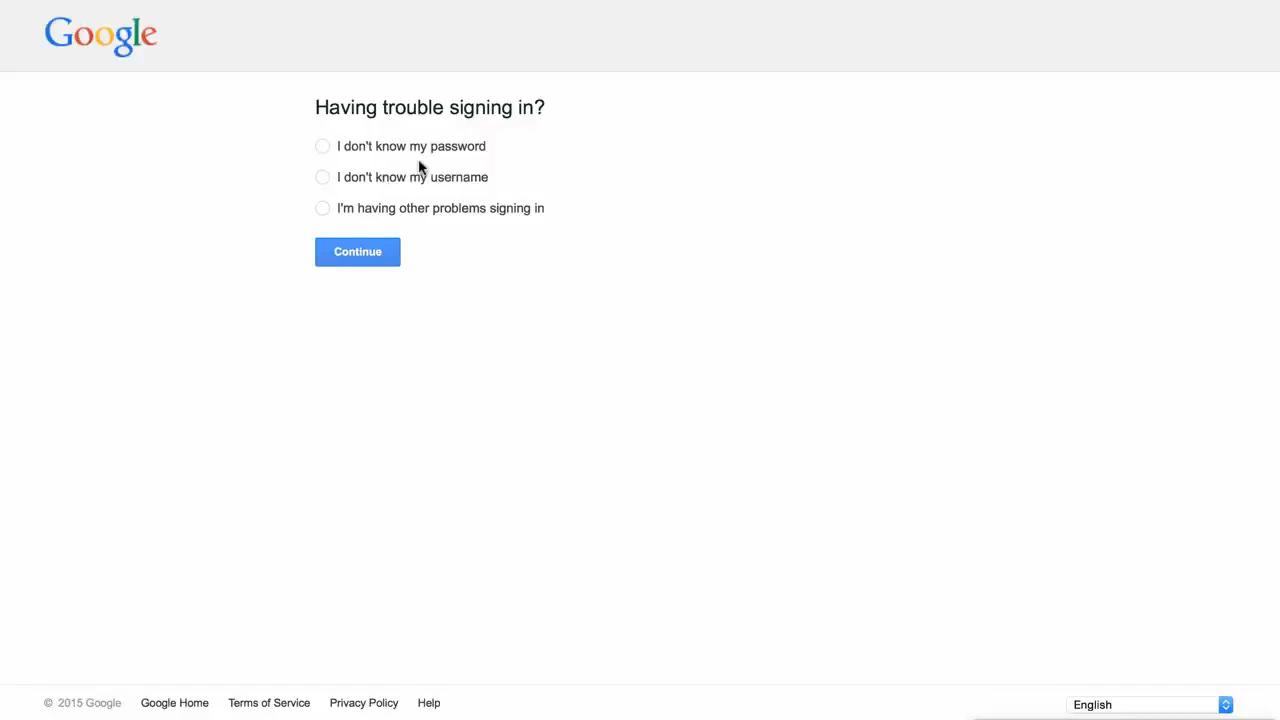 Google
Having trouble signing in?
I don't know my password
I don't know my username
I'm having other problems signing in
Continue
© 2015 Google Google Home Terms of Service Privacy Policy Help English